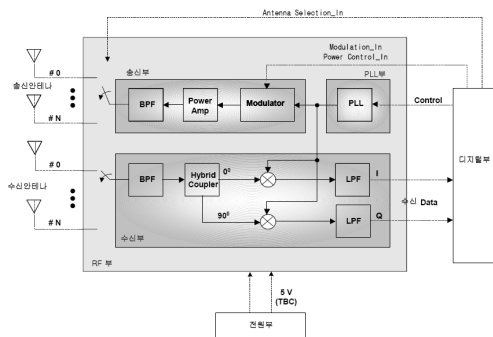 Antenna Selection_In
Modulation_In
Power Control_In
# 0
송신안테나
# N
송신부
BPF
Power
Amp
Modulator
PLL부
PLL
Control
디지털부
# 0
수신안테나
# N
BPF
Hybrid
Coupler
0⁰
90⁰
LPF
I
LPF
Q
수신 Data
수신부
RF 부
5 V
(TBC)
전원부